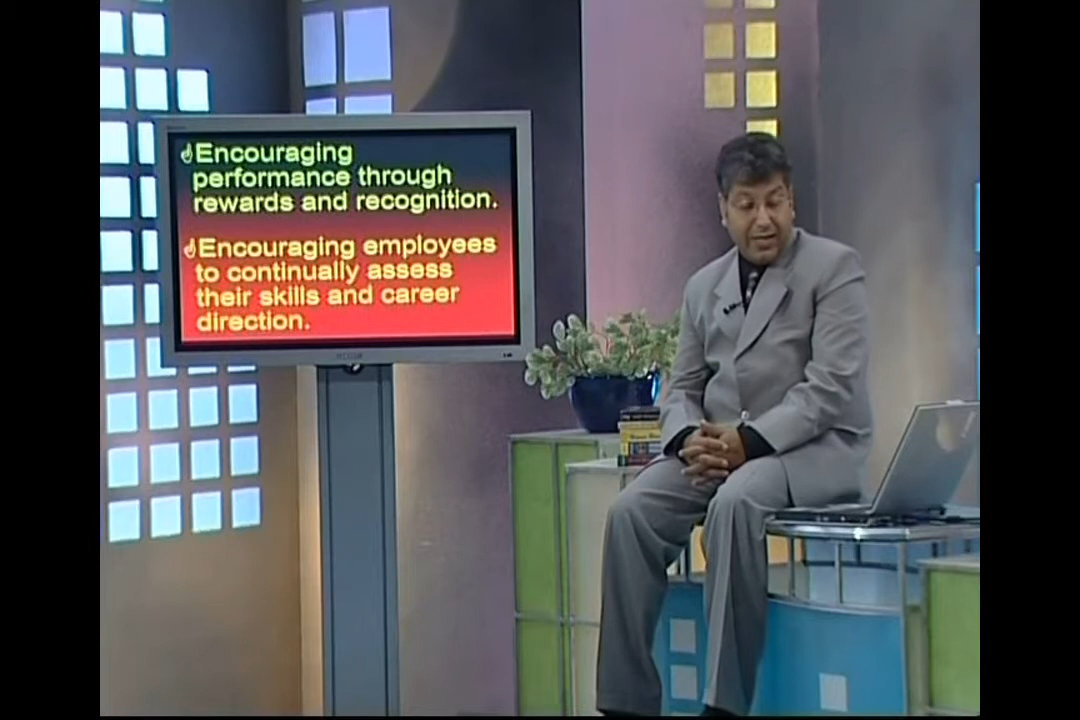 Encouraging
performance through
rewards and recognition.
Encouraging employees
to continually assess
their skills and career
direction.